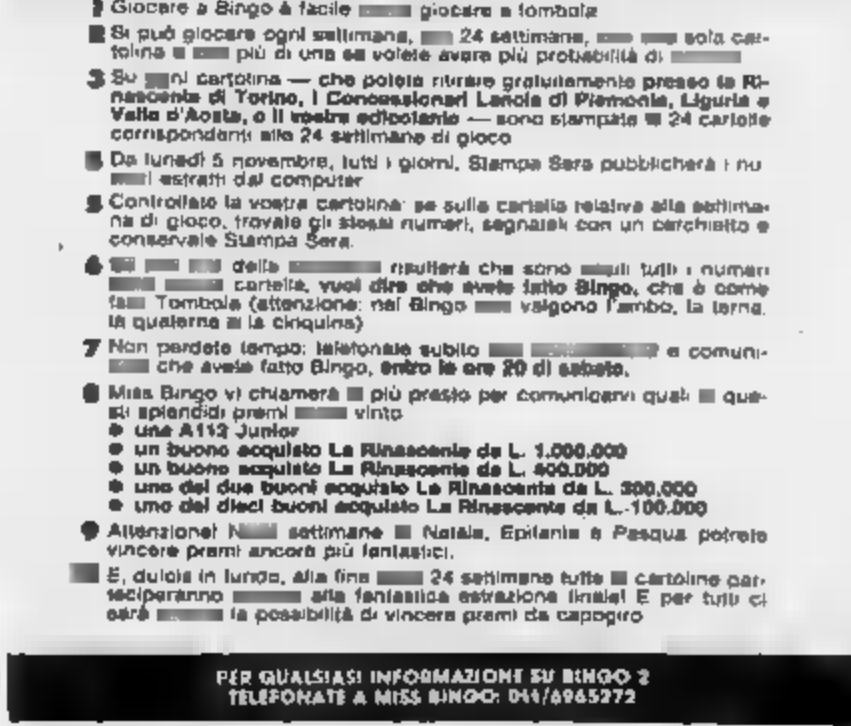 1 Giocare a Bingo è facile giocare a tombola
2 Si può giocare ogni settimana, 24 settimane, sola car-
tolina più di una se volete avere più probabilità di
3 Su cartolina — che potete ritirare gratuitamente presso la Ri-
nascente di Torino, i Concessionari Lancia di Piemonte, Liguria e
Valle d'Aosta, o il vostro edicolante — sono stampate 24 cartelle
corrispondenti alle 24 settimane di gioco
Da lunedì 5 novembre, tutti i giorni, Stampa Sera pubblicherà i nu-
estratti dal computer
5 Controllate la vostra cartolina: se sulla cartella relativa alla settima-
na di gioco, trovate gli stessi numeri, segnateli con un cerchietto e
conservate Stampa Sera.
6 della risulterà che sono tutti i numeri
cartella, vuol dire che avete fatto Bingo, che è come
Tombola (attenzione: nel Bingo valgono l'ambo, la terna,
la quaterna la cinquina)
7 Non perdete tempo: telefonate subito e comuni-
che avete fatto Bingo, entro le ore 20 di sabato.
8 Miss Bingo vi chiamerà più presto per comunicarvi quali que-
sti splendidi premi vinto
● una A112 Junior
● un buono acquisto La Rinascente da L. 1.000.000
● un buono acquisto La Rinascente da L. 400.000
● uno dei due buoni acquisto La Rinascente da L. 300.000
● uno dei dieci buoni acquisto La Rinascente da L. 100.000
9 Attenzione! settimane Natale, Epifania e Pasqua potrete
vincere premi ancora più fantastici.
E, dulcis in fundo, alla fine 24 settimane tutte cartoline par-
teciperanno alla fantastica estrazione finale! E per tutti ci
sarà la possibilità di vincere premi da capogiro
PER QUALSIASI INFORMAZIONE SU BINGO 2
TELEFONATE A MISS BINGO: 011/6965272